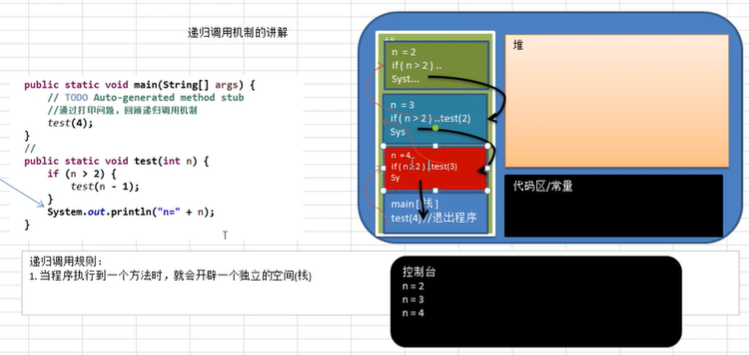 递归调用机制的讲解
public static void main(String[] args) {
// TODO Auto-generated method stub
//通过打印问题，回顾递归调用机制
test(4);
}
//
public static void test(int n) {
if (n > 2) {
test(n - 1);
}
System.out.println("n=" + n);
}
n = 2
if ( n > 2 ) ..
Syst...
n = 3
if ( n > 2 ) ..test(2)
Sys
n = 4
if ( n > 2 ) ..test(3)
Sy
main [ 栈 ]
test(4) //退出程序
堆
代码区/常量
递归调用规则：
1. 当程序执行到一个方法时，就会开辟一个独立的空间(栈)
控制台
n = 2
n = 3
n = 4